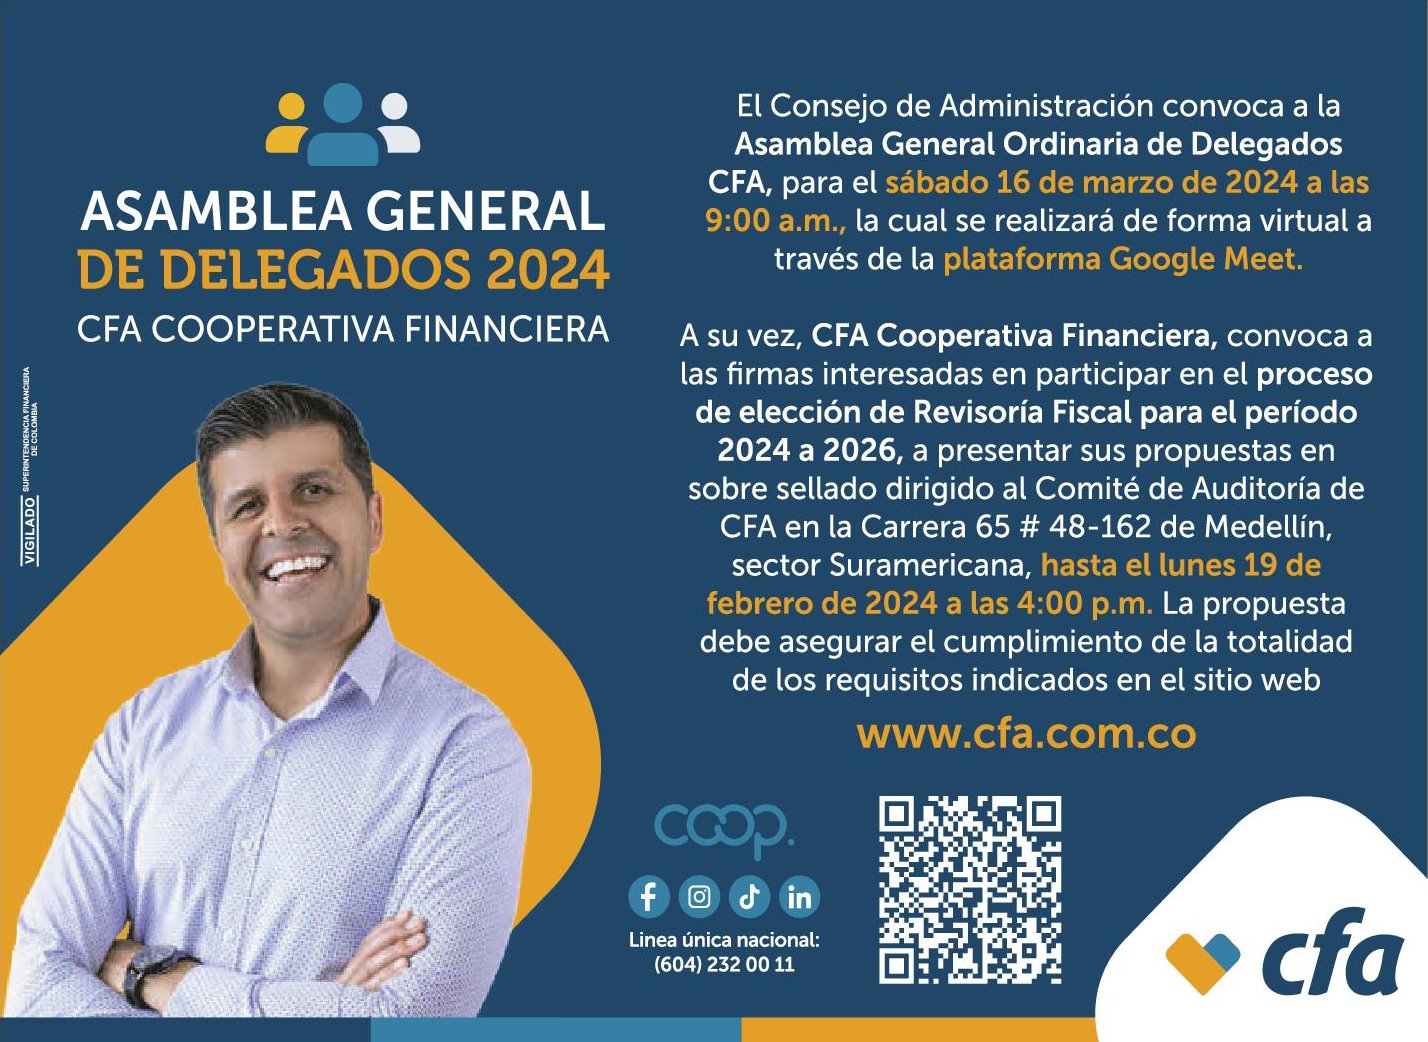 ASAMBLEA GENERAL
DE DELEGADOS 2024
CFA COOPERATIVA FINANCIERA
VIGILADO
SUPERINTENDENCIA FINANCIERA
DE COLOMBIA
El Consejo de Administración convoca a la
Asamblea General Ordinaria de Delegados
CFA, para el sábado 16 de marzo de 2024 a las
9:00 a.m., la cual se realizará de forma virtual a
través de la plataforma Google Meet.
A su vez, CFA Cooperativa Financiera, convoca a
las firmas interesadas en participar en el proceso
de elección de Revisoría Fiscal para el período
2024 a 2026, a presentar sus propuestas en
sobre sellado dirigido al Comité de Auditoría de
CFA en la Carrera 65 # 48-162 de Medellín,
sector Suramericana, hasta el lunes 19 de
febrero de 2024 a las 4:00 p.m. La propuesta
debe asegurar el cumplimiento de la totalidad
de los requisitos indicados en el sitio web
www.cfa.com.co
coop.
Linea única nacional:
(604) 232 00 11
cfa